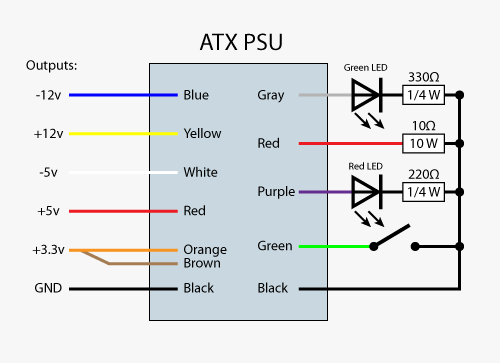 ATX PSU
Outputs:
-12v
+12v
-5v
+5v
+3.3v
GND
Blue
Yellow
White
Red
Orange
Brown
Black
Gray
Red
Purple
Green
Black
Green LED
330Ω
1/4 W
10Ω
10 W
Red LED
220Ω
1/4 W